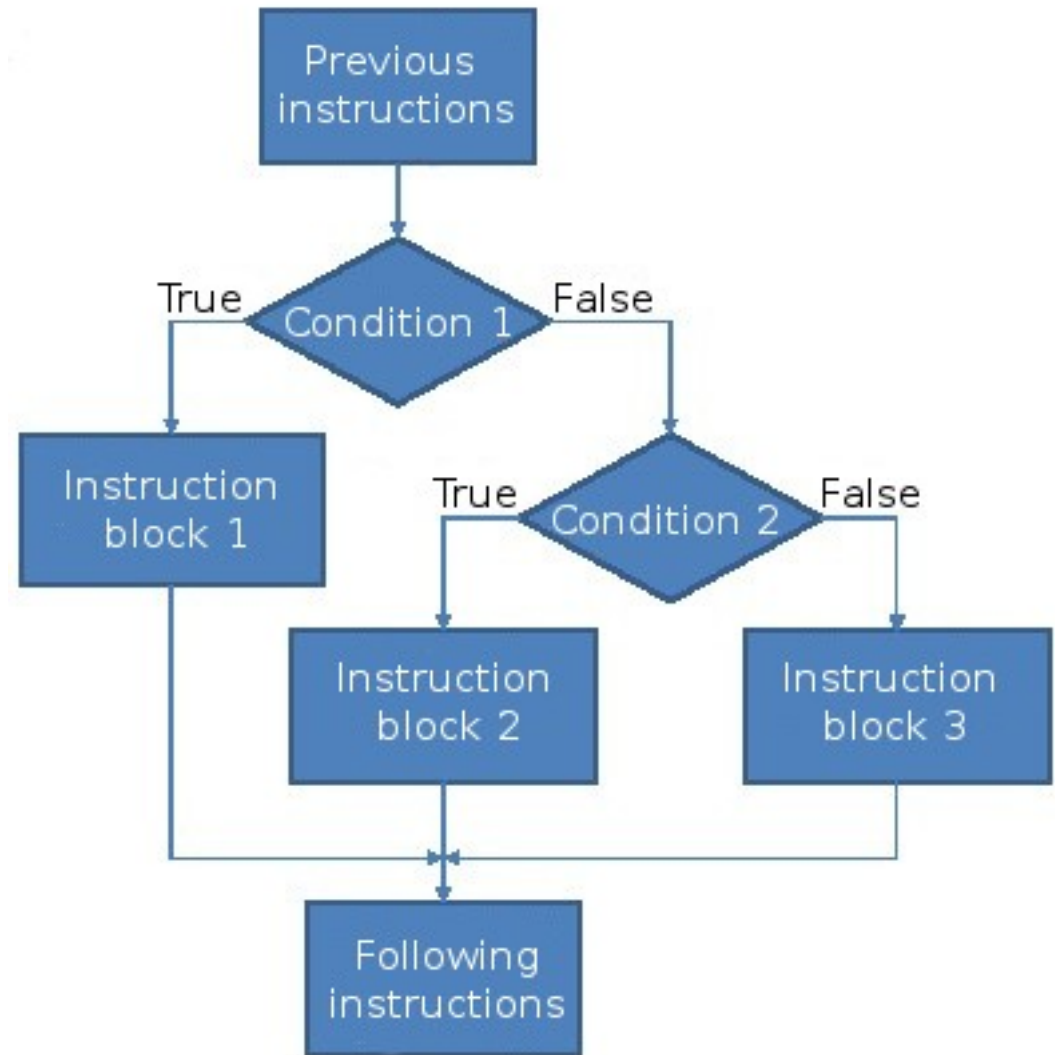 Previous
instructions
True
False
Condition 1
Instruction
block 1
True
False
Condition 2
Instruction
block 2
Instruction
block 3
Following
instructions